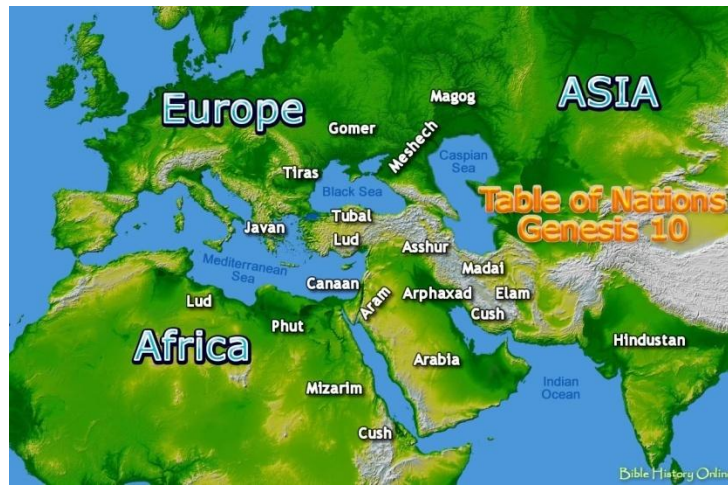 Europe
ASIA
Magog
Gomer
Meshech
Caspian
Sea
Tiras
Black Sea
Table of Nations
Genesis 10
Tubal
Javan
Lud
Asshur
Mediterranean
Sea
Madai
Canaan
Aram
Arphaxad
Elam
Lud
Cush
Phut
Africa
Arabia
Hindustan
Mizarim
Indian
Ocean
Cush
Bible History Online